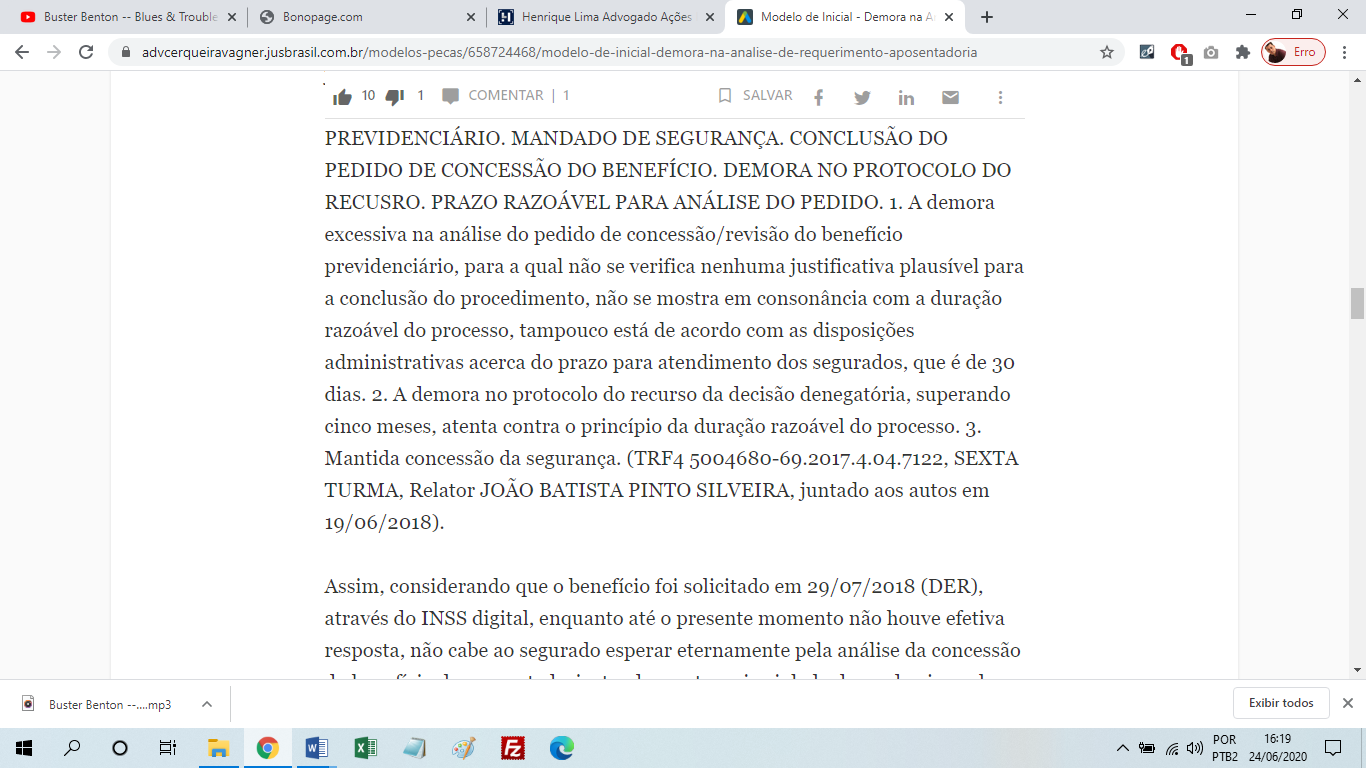 Buster Benton -- Blues & Trouble
Bonopage.com
Henrique Lima Advogado Ações
Modelo de Inicial - Demora na A
advcerqueiravagner.jusbrasil.com.br/modelos-pecas/658724468/modelo-de-inicial-demora-na-analise-de-requerimento-aposentadoria
1
Erro
10 1 COMENTAR | 1 SALVAR
PREVIDENCIÁRIO. MANDADO DE SEGURANÇA. CONCLUSÃO DO
PEDIDO DE CONCESSÃO DO BENEFÍCIO. DEMORA NO PROTOCOLO DO
RECUSRO. PRAZO RAZOÁVEL PARA ANÁLISE DO PEDIDO. 1. A demora
excessiva na análise do pedido de concessão/revisão do benefício
previdenciário, para a qual não se verifica nenhuma justificativa plausível para
a conclusão do procedimento, não se mostra em consonância com a duração
razoável do processo, tampouco está de acordo com as disposições
administrativas acerca do prazo para atendimento dos segurados, que é de 30
dias. 2. A demora no protocolo do recurso da decisão denegatória, superando
cinco meses, atenta contra o princípio da duração razoável do processo. 3.
Mantida concessão da segurança. (TRF4 5004680-69.2017.4.04.7122, SEXTA
TURMA, Relator JOÃO BATISTA PINTO SILVEIRA, juntado aos autos em
19/06/2018).
Assim, considerando que o benefício foi solicitado em 29/07/2018 (DER),
através do INSS digital, enquanto até o presente momento não houve efetiva
resposta, não cabe ao segurado esperar eternamente pela análise da concessão
Buster Benton --....mp3
Exibir todos
POR
PTB2
16:19
24/06/2020